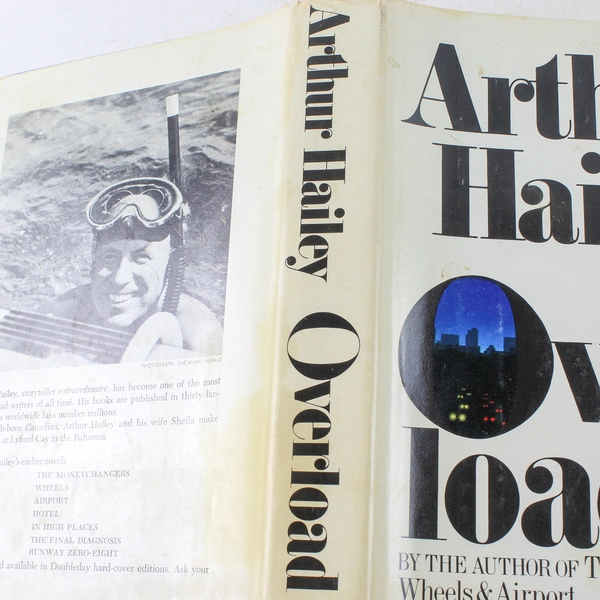 PHOTOGRAPH: THE MIAMI HERALD
Hailey, storyteller extraordinaire, has become one of the most
writers of all time. His books are published in thirty lan-
worldwide fans number millions.
Canadian, Arthur Hailey and his wife Sheila make
at Lyford Cay in the Bahamas.
earlier novels
THE MONEYCHANGERS
WHEELS
AIRPORT
HOTEL
IN HIGH PLACES
THE FINAL DIAGNOSIS
RUNWAY ZERO-EIGHT
available in Doubleday hard-cover editions. Ask your
Arthur Hailey Overload
Arth
Hai
Ov
loa
BY THE AUTHOR OF T
Wheels & Airport